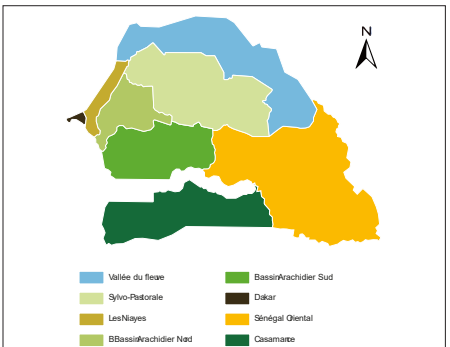 N
Vallée du fleuve
Sylvo-Pastorale
Les Niayes
BBassin Arachidier Nord
Bassin Arachidier Sud
Dakar
Sénégal Oriental
Casamance